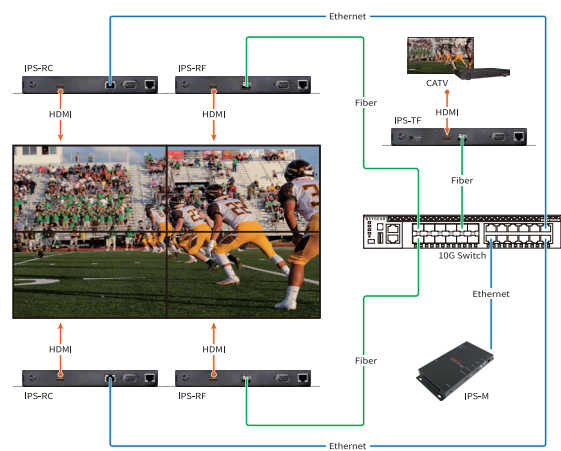 Ethernet
IPS-RC
IPS-RF
CATV
HDMI
HDMI
Fiber
HDMI
IPS-TF
Fiber
NETGEAR
10G Switch
Ethernet
HDMI
HDMI
Fiber
IPS-RC
IPS-RF
IPS-M
Ethernet